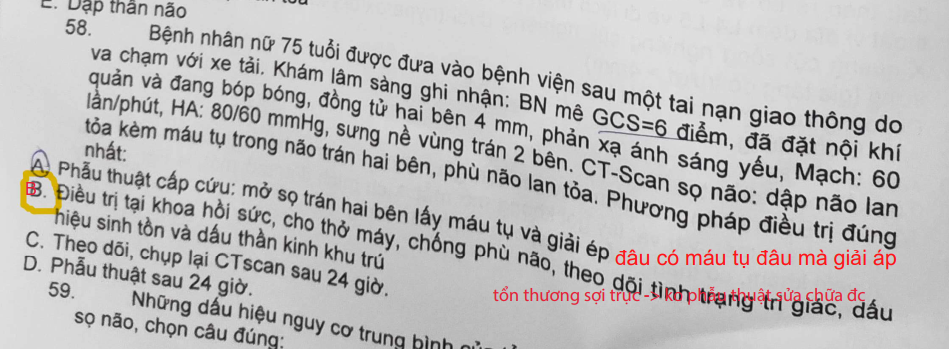 E. Dập thân não
58. Bệnh nhân nữ 75 tuổi được đưa vào bệnh viện sau một tai nạn giao thông do
va chạm với xe tải. Khám lâm sàng ghi nhận: BN mê GCS=6 điểm, đã đặt nội khí
quản và đang bóp bóng, đồng tử hai bên 4 mm, phản xạ ánh sáng yếu, Mạch: 60
lần/phút, HA: 80/60 mmHg, sưng nề vùng trán 2 bên. CT-Scan sọ não: dập não lan
tỏa kèm máu tụ trong não trán hai bên, phù não lan tỏa. Phương pháp điều trị đúng
nhất:
A. Phẫu thuật cấp cứu: mở sọ trán hai bên lấy máu tụ và giải ép
đâu có máu tụ đâu mà giải áp
B. Điều trị tại khoa hồi sức, cho thở máy, chống phù não, theo dõi tình trạng tri giác, dấu
hiệu sinh tồn và dấu thần kinh khu trú
tổn thương sợi trục -> ko phẫu thuật sửa chữa đc
C. Theo dõi, chụp lại CTscan sau 24 giờ.
D. Phẫu thuật sau 24 giờ.
59. Những dấu hiệu nguy cơ trung bình
sọ não, chọn câu đúng: